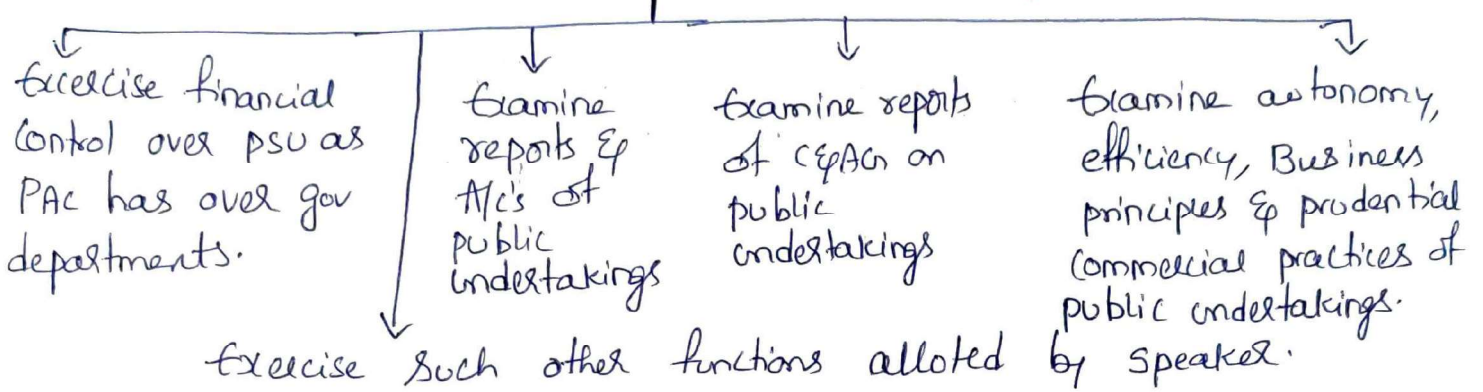 Excercise financial
Control over PSU as
PAC has over gov
departments.
Examine
reports &
A/c's of
public
undertakings
Examine reports
of C&AG on
public
undertakings
Examine autonomy,
efficiency, Business
principles & prudential
Commercial practices of
public undertakings.
Exercise Such other functions alloted by Speaker.